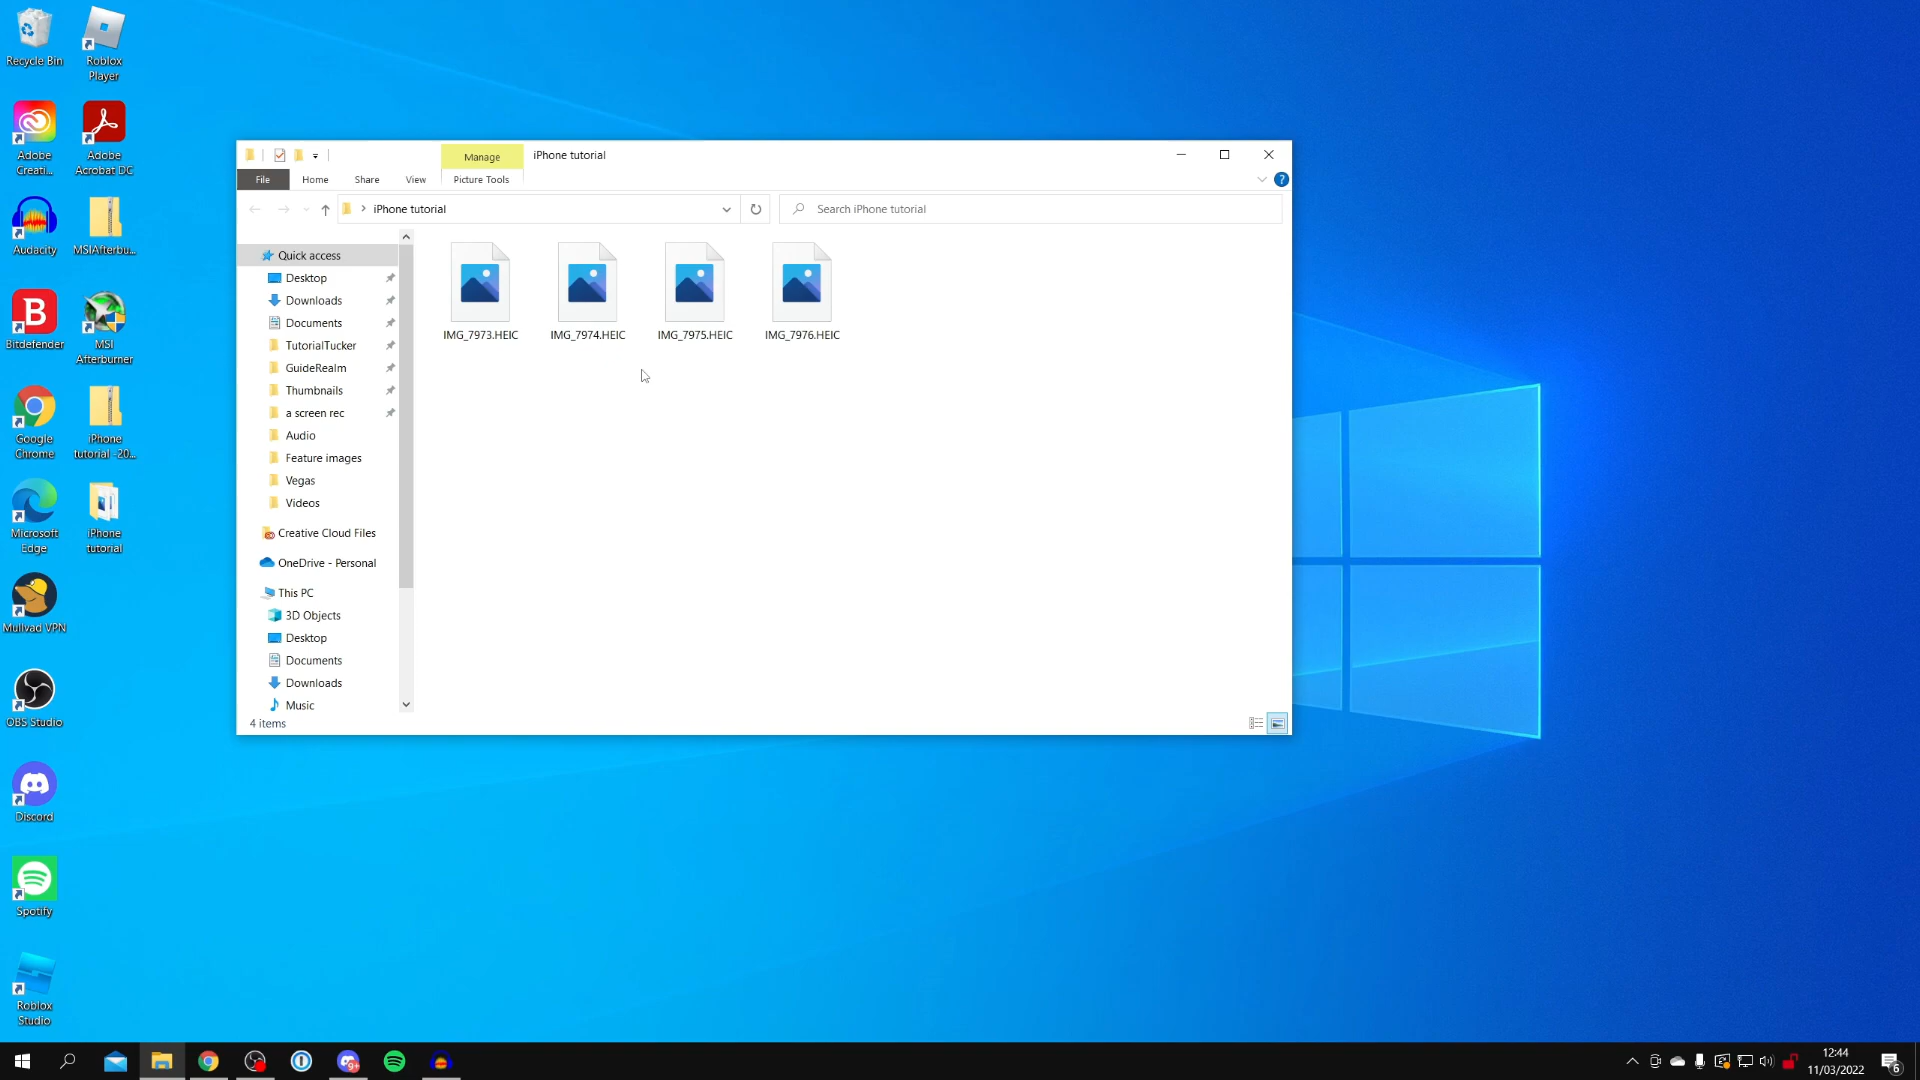 Recycle Bin
Roblox
Player
Adobe
Creati...
Adobe
Acrobat DC
Audacity
MSIAfterbu...
Bitdefender
MSI
Afterburner
Google
Chrome
iPhone
tutorial -20...
Microsoft
Edge
iPhone
tutorial
Mullvad VPN
OBS Studio
Discord
Spotify
Roblox
Studio
Manage
iPhone tutorial
File
Home
Share
View
Picture Tools
iPhone tutorial
Search iPhone tutorial
Quick access
Desktop
Downloads
Documents
TutorialTucker
GuideRealm
Thumbnails
a screen rec
Audio
Feature images
Vegas
Videos
Creative Cloud Files
OneDrive - Personal
This PC
3D Objects
Desktop
Documents
Downloads
Music
IMG_7973.HEIC
IMG_7974.HEIC
IMG_7975.HEIC
IMG_7976.HEIC
4 items
9+
12:44
11/03/2022
6